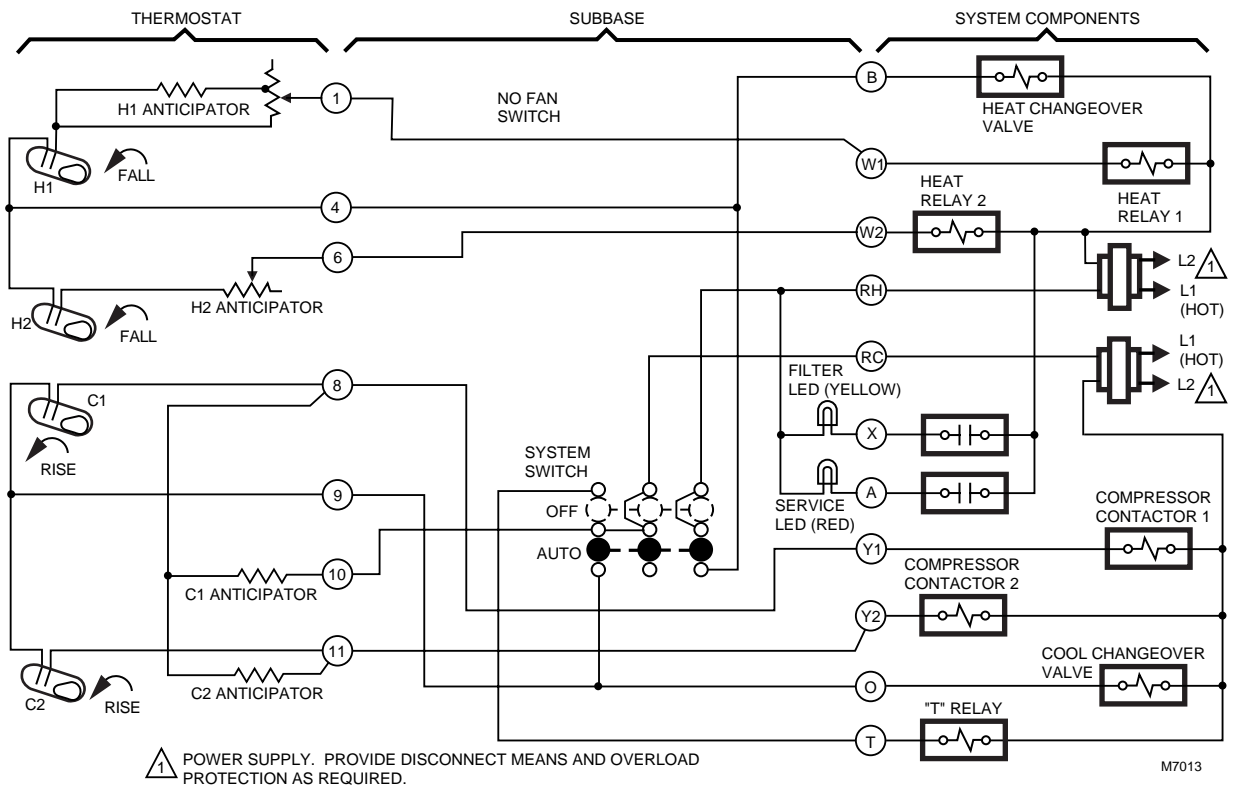 THERMOSTAT
SUBBASE
SYSTEM COMPONENTS
H1 ANTICIPATOR
1
NO FAN
SWITCH
B
HEAT CHANGEOVER
VALVE
H1
FALL
W1
HEAT
RELAY 1
4
HEAT
RELAY 2
W2
6
H2 ANTICIPATOR
H2
FALL
RH
L2
1
L1
(HOT)
RC
L1
(HOT)
L2
1
FILTER
LED (YELLOW)
X
8
C1
RISE
SYSTEM
SWITCH
9
OFF
AUTO
A
SERVICE
LED (RED)
COMPRESSOR
CONTACTOR 1
Y1
10
C1 ANTICIPATOR
COMPRESSOR
CONTACTOR 2
Y2
11
C2 ANTICIPATOR
C2
RISE
COOL CHANGEOVER
VALVE
O
"T" RELAY
T
1
POWER SUPPLY. PROVIDE DISCONNECT MEANS AND OVERLOAD
PROTECTION AS REQUIRED.
M7013